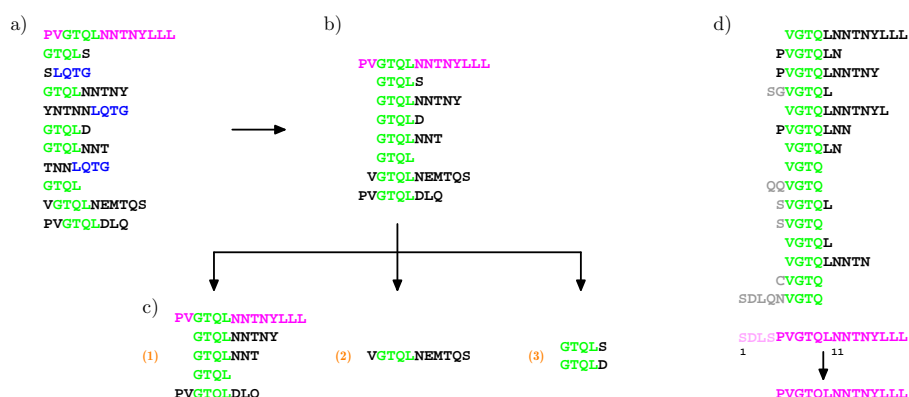 a)
PVGTQLNNTNYLLL
GTQLS
SLQTG
GTQLNNTNY
YNTNNLQTG
GTQLD
GTQLNNT
TNNLQTG
GTQL
VGTQLNEMTQS
PVGTQLDLQ
b)
PVGTQLNNTNYLLL
GTQLS
GTQLNNTNY
GTQLD
GTQLNNT
GTQL
VGTQLNEMTQS
PVGTQLDLQ
c)
(1)
PVGTQLNNTNYLLL
GTQLNNTNY
GTQLNNT
GTQL
PVGTQLDLQ
(2)
VGTQLNEMTQS
(3)
GTQLS
GTQLD
d)
VGTQLNNTNYLLL
PVGTQLN
PVGTQLNNTNY
SGVGTQL
VGTQLNNTNYL
PVGTQLNN
VGTQLN
VGTQ
QQVGTQ
SVGTQL
SVGTQ
VGTQL
VGTQLNNTN
CVGTQ
SDLQNVGTQ
SDLSPVGTQLNNTNYLLL
1 11
PVGTQLNNTNYLLL